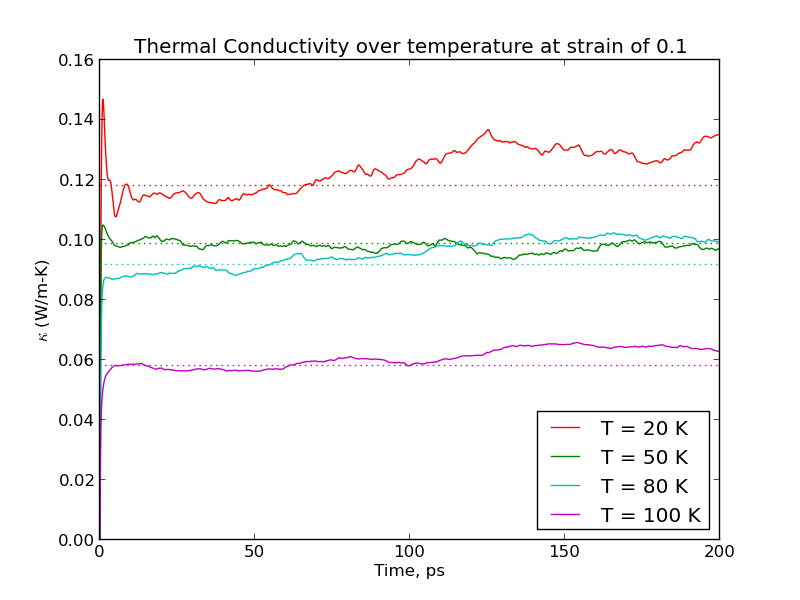 Thermal Conductivity over temperature at strain of 0.1
0.16
0.14
0.12
0.10
0.08
0.06
0.04
0.02
0.00
κ (W/m-K)
T = 20 K
T = 50 K
T = 80 K
T = 100 K
0 50 100 150 200
Time, ps